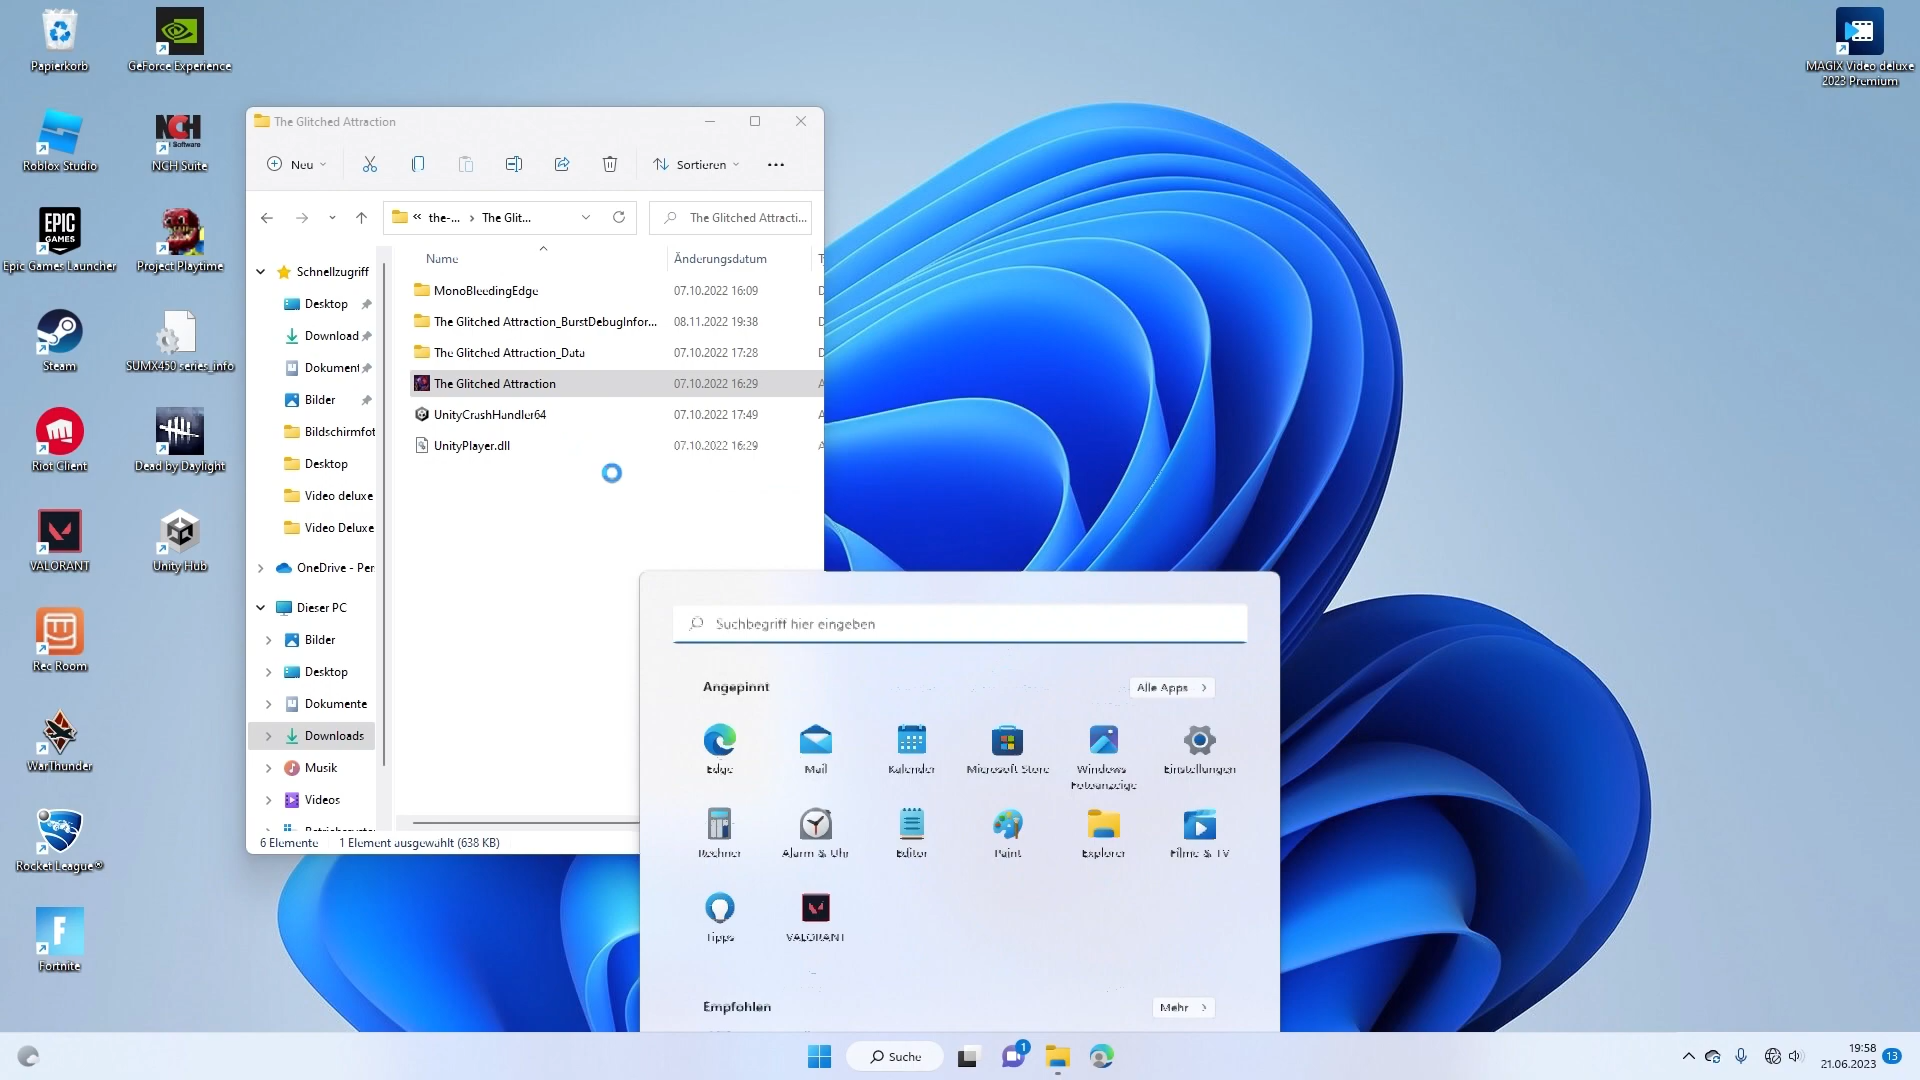 Papierkorb
GeForce Experience
MAGIX Video deluxe
2023 Premium
Roblox Studio
NCH Software
NCH Suite
EPIC
GAMES
Epic Games Launcher
Project Playtime
Steam
SUMX450 series_info
Riot Client
Dead by Daylight
VALORANT
Unity Hub
Rec Room
WarThunder
Rocket League®
Fortnite
The Glitched Attraction
Neu
Sortieren
« the-... > The Glit...
The Glitched Attracti...
Name
Änderungsdatum
MonoBleedingEdge 07.10.2022 16:09 D
The Glitched Attraction_BurstDebugInfor... 08.11.2022 19:38 D
The Glitched Attraction_Data 07.10.2022 17:28 D
The Glitched Attraction 07.10.2022 16:29 A
UnityCrashHandler64 07.10.2022 17:49 A
UnityPlayer.dll 07.10.2022 16:29 A
Schnellzugriff
Desktop
Download
Dokument
Bilder
Bildschirmfot
Desktop
Video deluxe
Video Deluxe
OneDrive - Per
Dieser PC
Bilder
Desktop
Dokumente
Downloads
Musik
Videos
6 Elemente
1 Element ausgewählt (638 KB)
Suchbegriff hier eingeben
Angepinnt
Alle Apps >
Edge
Mail
Kalender
Microsoft Store
Windows-
Fotoanzeige
Einstellungen
Rechner
Alarm & Uhr
Editor
Paint
Explorer
Filme & TV
Tipps
VALORANT
Empfohlen
Mehr >
Suche
1
19:58
21.06.2023
13